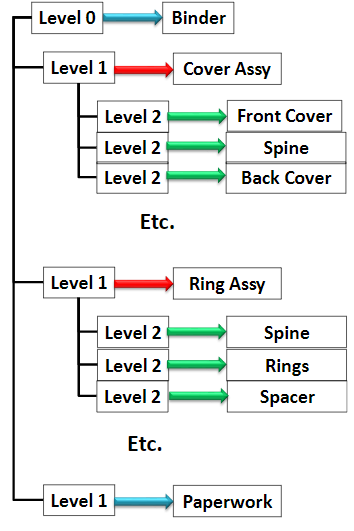 Level 0 Binder
Level 1 Cover Assy
Level 2 Front Cover
Level 2 Spine
Level 2 Back Cover
Etc.
Level 1 Ring Assy
Level 2 Spine
Level 2 Rings
Level 2 Spacer
Etc.
Level 1 Paperwork